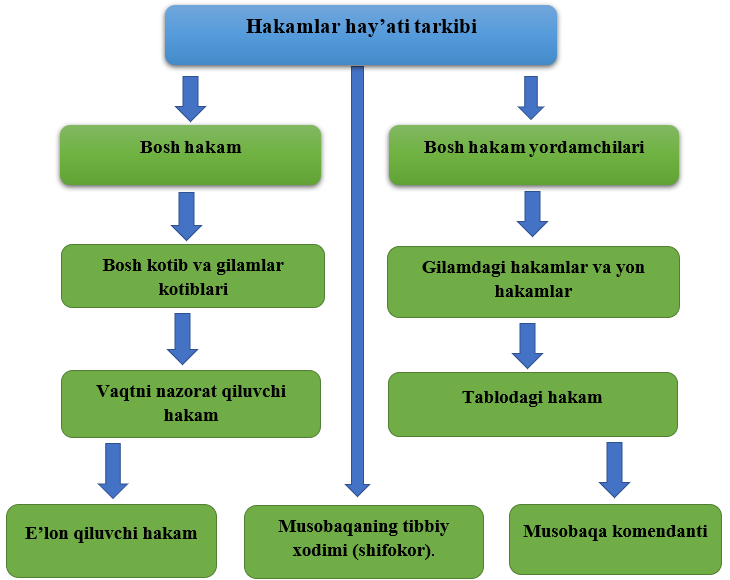 Hakamlar hay’ati tarkibi
Bosh hakam
Bosh hakam yordamchilari
Bosh kotib va gilamlar
kotiblari
Gilamdagi hakamlar va yon
hakamlar
Vaqtni nazorat qiluvchi
hakam
Tablodagi hakam
E’lon qiluvchi hakam
Musobaqaning tibbiy
xodimi (shifokor).
Musobaqa komendanti